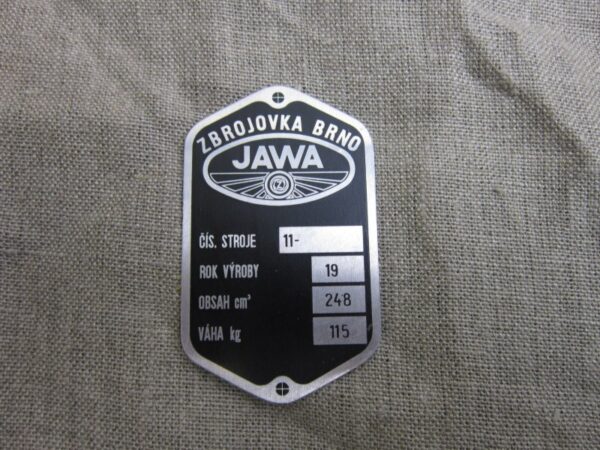 ZBROJOVKA BRNO
JAWA
ČÍS. STROJE 11-
ROK VÝROBY 19
OBSAH cm³ 248
VÁHA kg 115